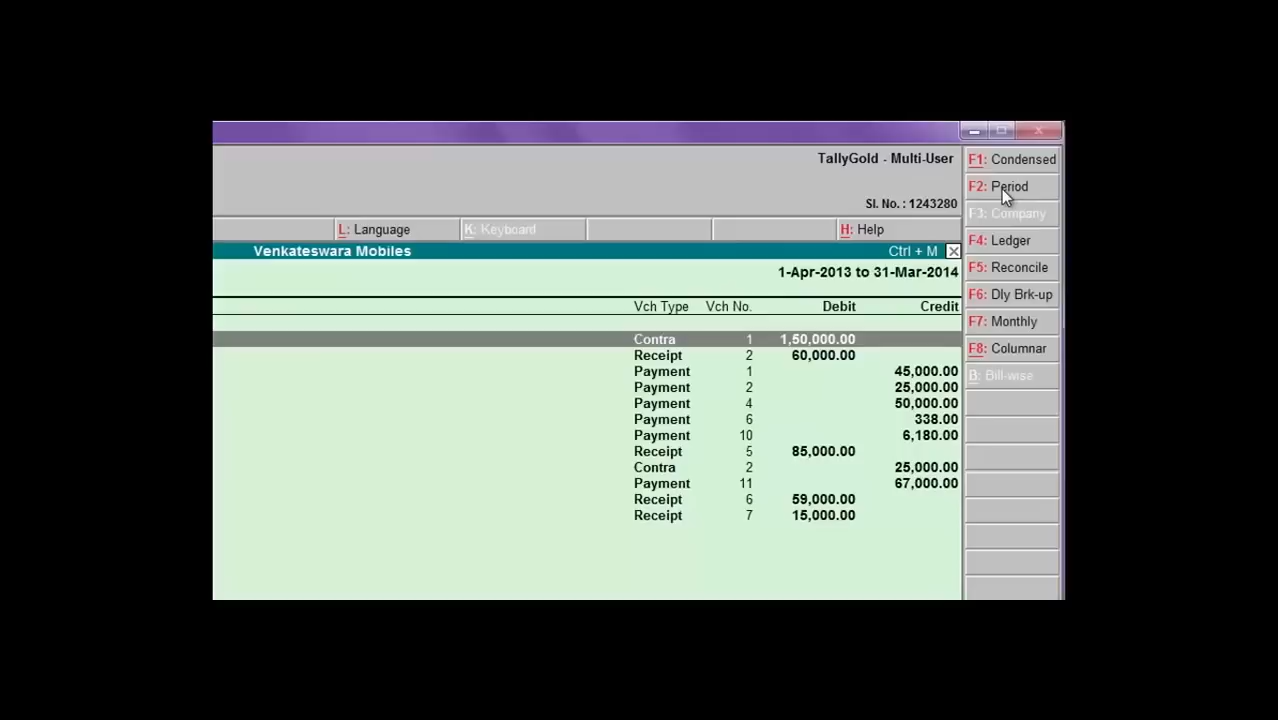 TallyGold - Multi-User
Sl. No. : 1243280
L: Language K: Keyboard H: Help
Venkateswara Mobiles Ctrl + M
1-Apr-2013 to 31-Mar-2014
Vch Type Vch No. Debit Credit
Contra 1 1,50,000.00
Receipt 2 60,000.00
Payment 1 45,000.00
Payment 2 25,000.00
Payment 4 50,000.00
Payment 6 338.00
Payment 10 6,180.00
Receipt 5 85,000.00
Contra 2 25,000.00
Payment 11 67,000.00
Receipt 6 59,000.00
Receipt 7 15,000.00
F1: Condensed
F2: Period
F3: Company
F4: Ledger
F5: Reconcile
F6: Dly Brk-up
F7: Monthly
F8: Columnar
B: Bill-wise